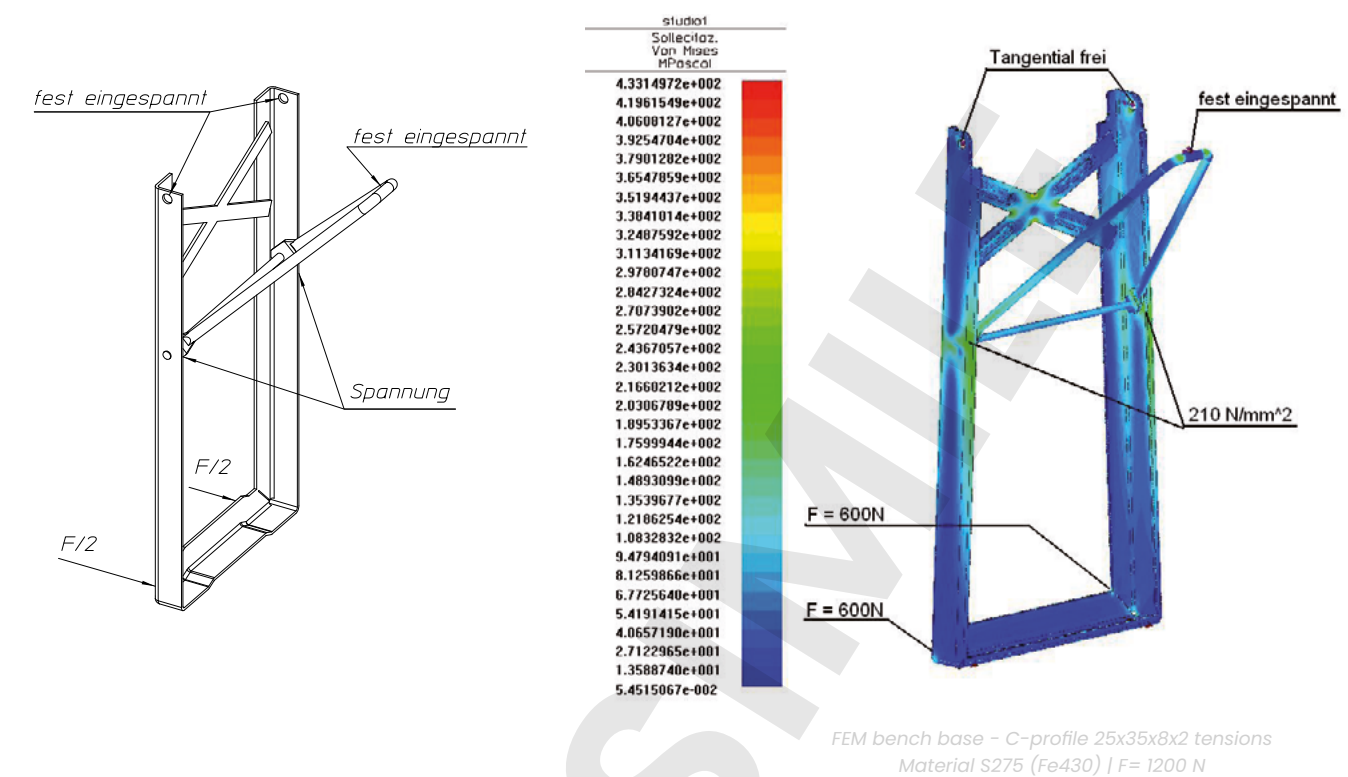 fest eingespannt
fest eingespannt
Spannung
F/2
F/2
studio1
Sollecitaz.
Von Mises
MPascal
4.3314972e+002
4.1961549e+002
4.0608127e+002
3.9254704e+002
3.7901282e+002
3.6547859e+002
3.5194437e+002
3.3841014e+002
3.2487592e+002
3.1134169e+002
2.9780747e+002
2.8427324e+002
2.7073902e+002
2.5720479e+002
2.4367057e+002
2.3013634e+002
2.1660212e+002
2.0306789e+002
1.8953367e+002
1.7599944e+002
1.6246522e+002
1.4893099e+002
1.3539677e+002
1.2186254e+002
1.0832832e+002
9.4794091e+001
8.1259866e+001
6.7725640e+001
5.4191415e+001
4.0657190e+001
2.7122965e+001
1.3588740e+001
5.4515067e-002
Tangential frei
fest eingespannt
210 N/mm^2
F = 600N
F = 600N
FEM bench base - C-profile 25x35x8x2 tensions
Material S275 (Fe430) | F= 1200 N